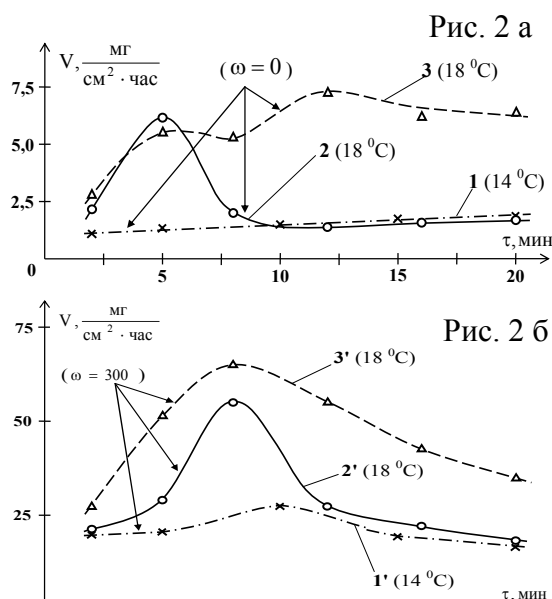 Рис. 2 а
V, мг / см² · час
(ω = 0)
3 (18 ⁰C)
7,5
5,0
2 (18 ⁰C)
1 (14 ⁰C)
2,5
τ, мин
0 5 10 15 20
V, мг / см² · час
Рис. 2 б
75
3' (18 ⁰C)
(ω = 300)
50
2' (18 ⁰C)
25
1' (14 ⁰C)
τ, мин